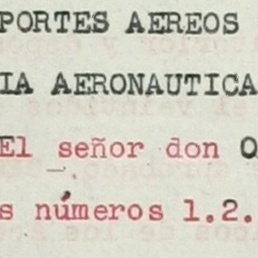 PORTES AEREOS
IA AERONAUTICA
El señor don O
s números 1.2.